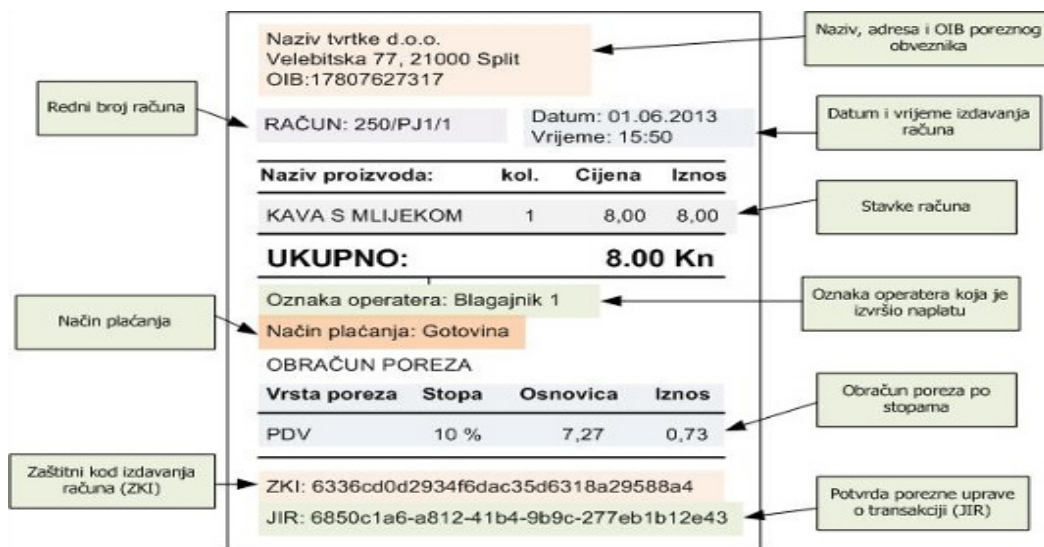 Naziv tvrtke d.o.o.
Velebitska 77, 21000 Split
OIB:17807627317
Naziv, adresa i OIB poreznog
obveznika
Redni broj računa
RAČUN: 250/PJ1/1
Datum: 01.06.2013
Vrijeme: 15:50
Datum i vrijeme izdavanja
računa
Naziv proizvoda: kol. Cijena Iznos
KAVA S MLIJEKOM 1 8,00 8,00
Stavke računa
UKUPNO: 8.00 Kn
Oznaka operatera: Blagajnik 1
Oznaka operatera koja je
izvršio naplatu
Način plaćanja
Način plaćanja: Gotovina
OBRAČUN POREZA
Vrsta poreza Stopa Osnovica Iznos
PDV 10 % 7,27 0,73
Obračun poreza po
stopama
Zaštitni kod izdavanja
računa (ZKI)
ZKI: 6336cd0d2934f6dac35d6318a29588a4
JIR: 6850c1a6-a812-41b4-9b9c-277eb1b12e43
Potvrda porezne uprave
o transakciji (JIR)